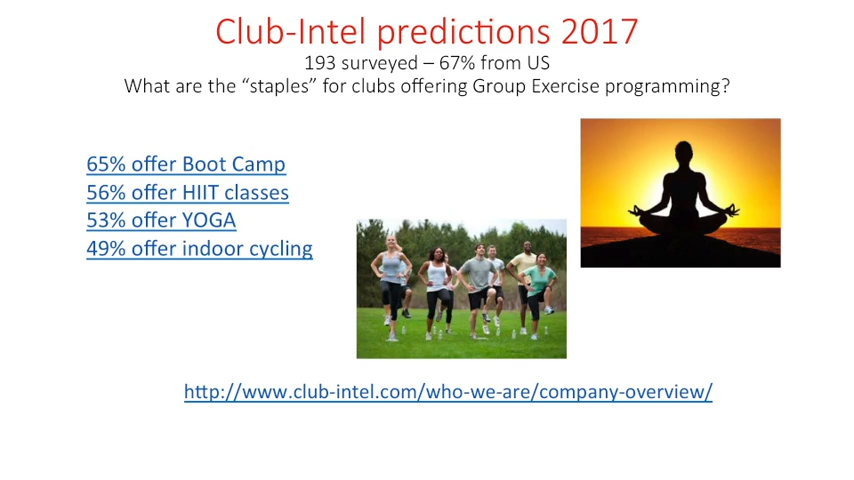 Club-Intel predictions 2017
193 surveyed – 67% from US
What are the “staples” for clubs offering Group Exercise programming?
65% offer Boot Camp
56% offer HIIT classes
53% offer YOGA
49% offer indoor cycling
http://www.club-intel.com/who-we-are/company-overview/